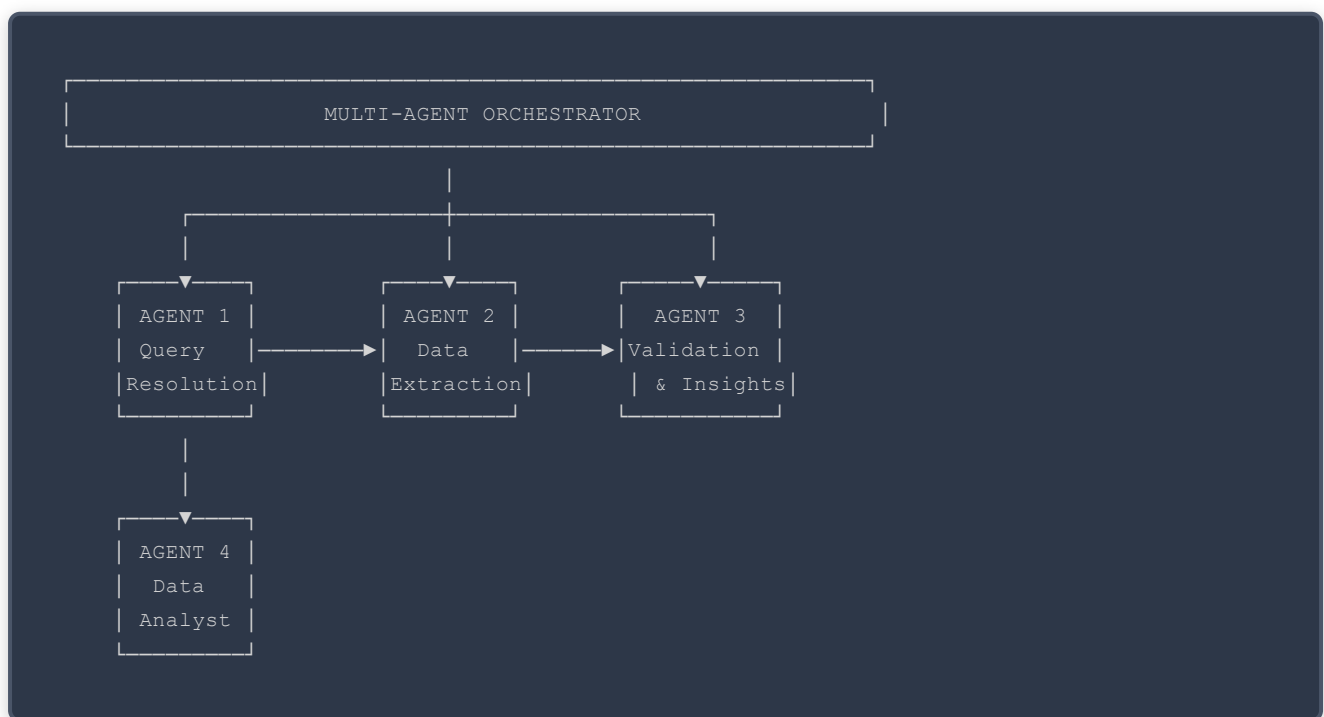 MULTI-AGENT ORCHESTRATOR
AGENT 1 AGENT 2 AGENT 3
Query Data Validation
Resolution Extraction & Insights
AGENT 4
Data
Analyst